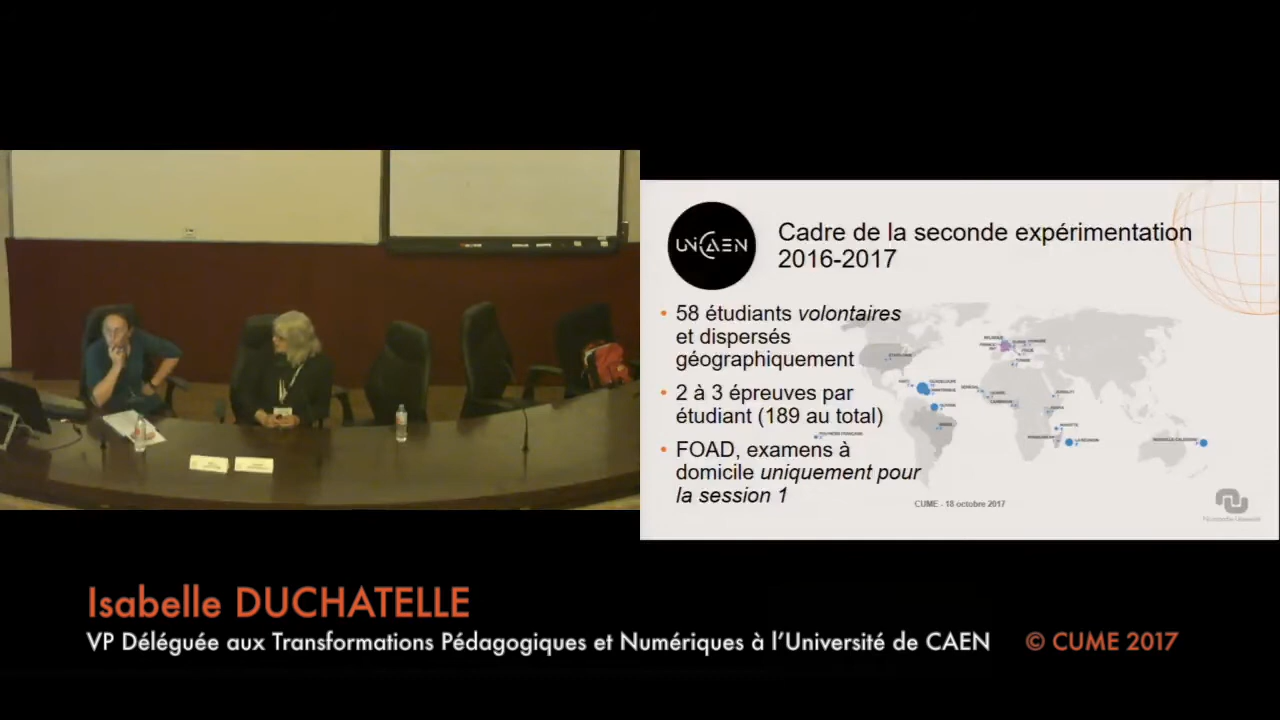 UNICAEN
Cadre de la seconde expérimentation
2016-2017
• 58 étudiants volontaires
et dispersés
géographiquement
• 2 à 3 épreuves par
étudiant (189 au total)
• FOAD, examens à
domicile uniquement pour
la session 1
CUME - 18 octobre 2017
Isabelle DUCHATELLE
VP Déléguée aux Transformations Pédagogiques et Numériques à l'Université de CAEN
© CUME 2017